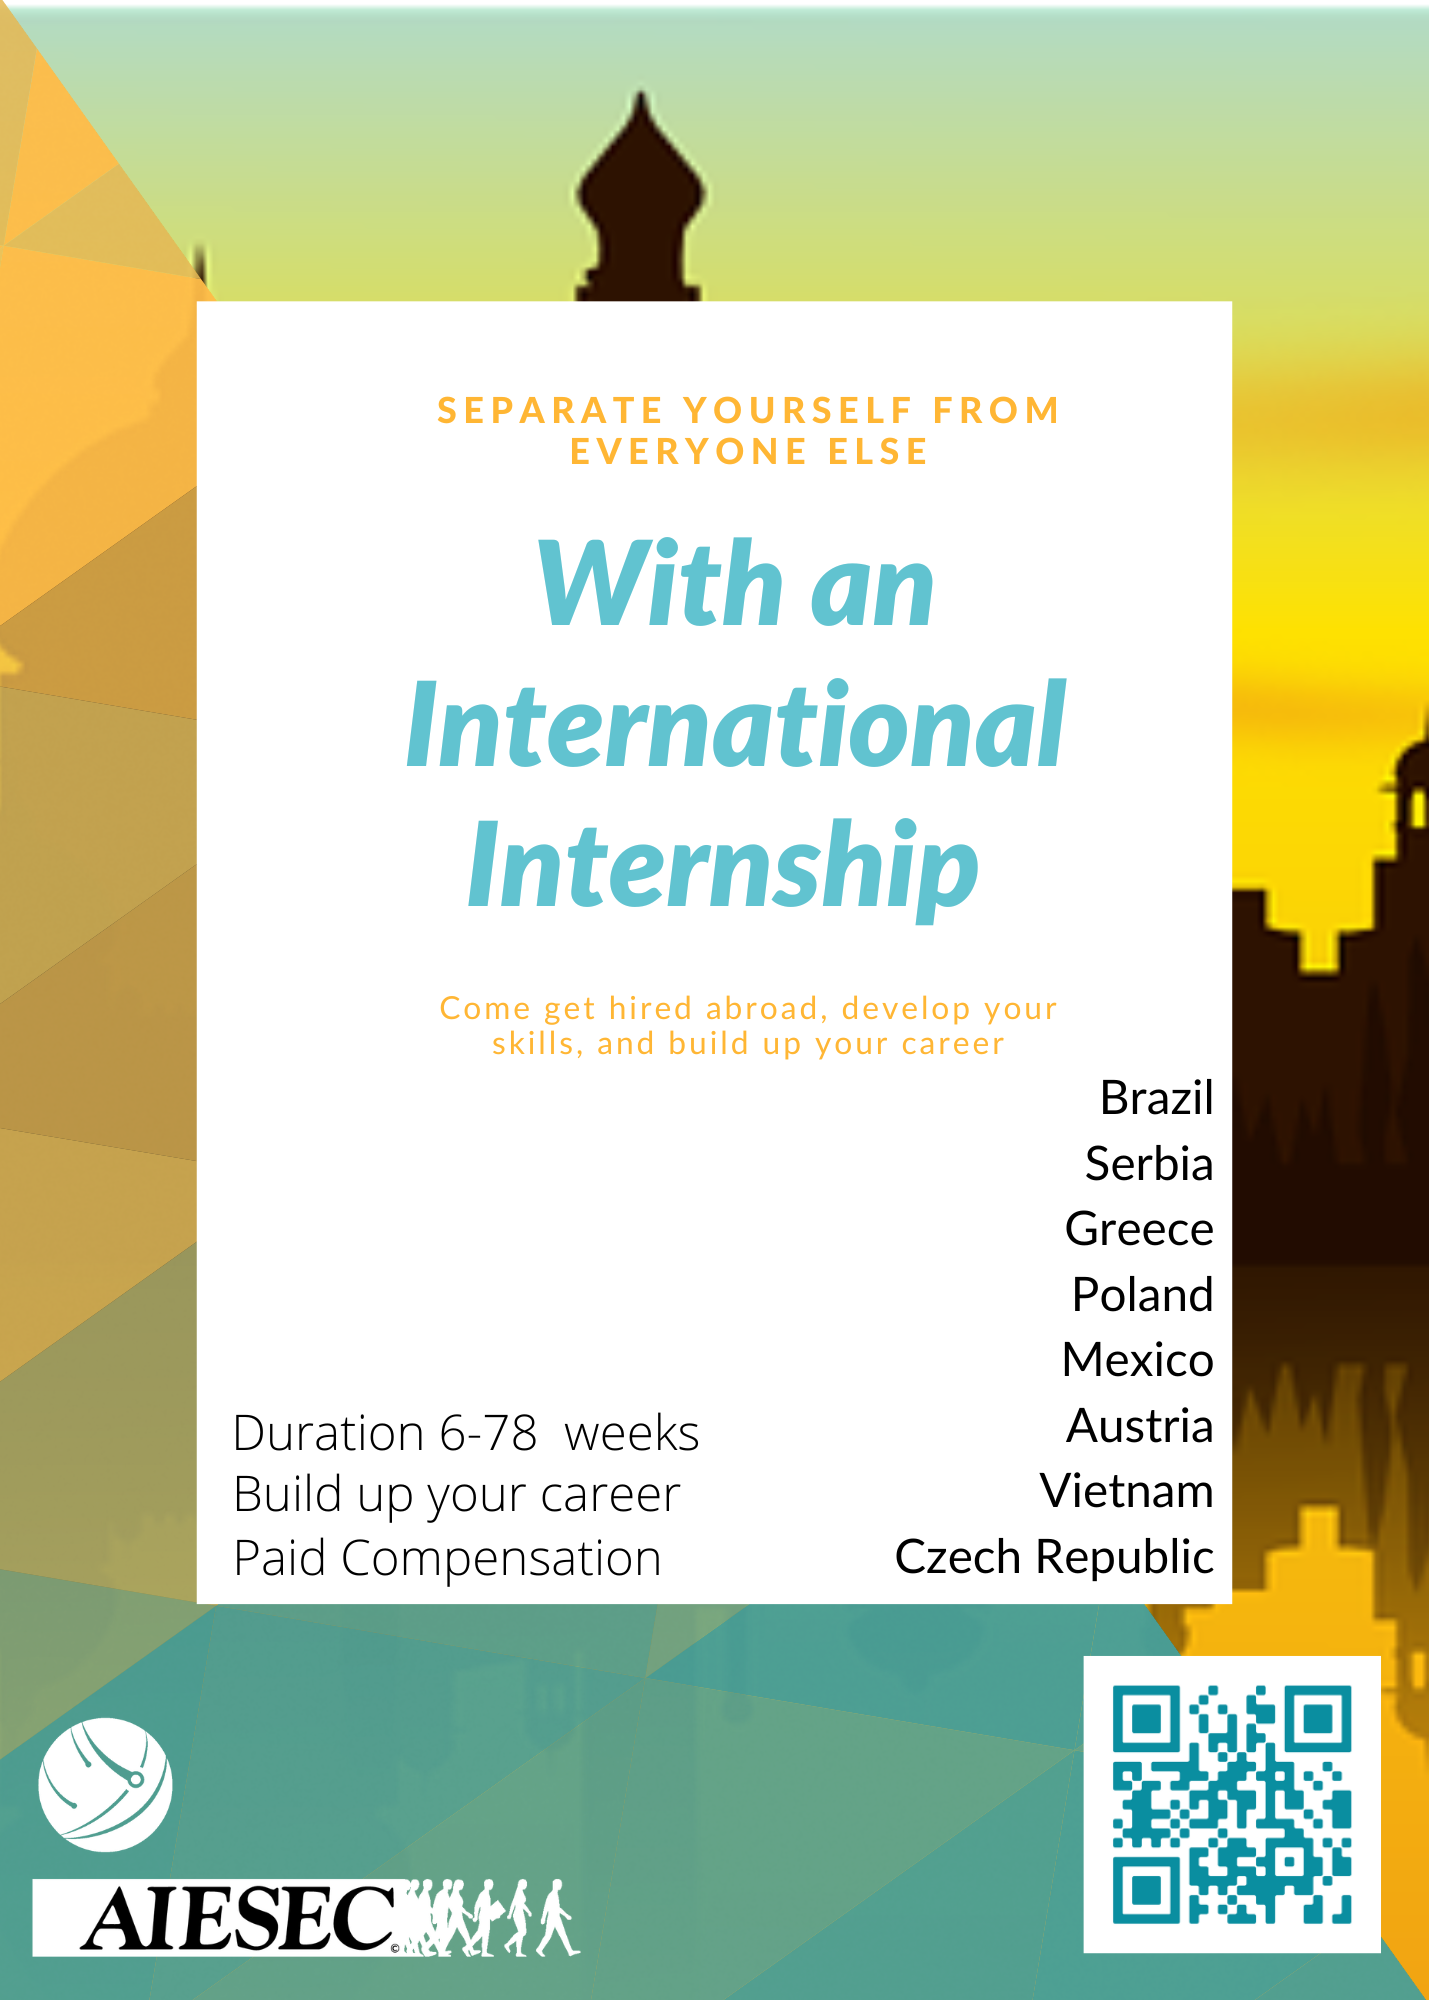 SEPARATE YOURSELF FROM
EVERYONE ELSE
With an
International
Internship
Come get hired abroad, develop your
skills, and build up your career
Brazil
Serbia
Greece
Poland
Mexico
Austria
Vietnam
Czech Republic
Duration 6-78  weeks
Build up your career
Paid Compensation
AIESEC©